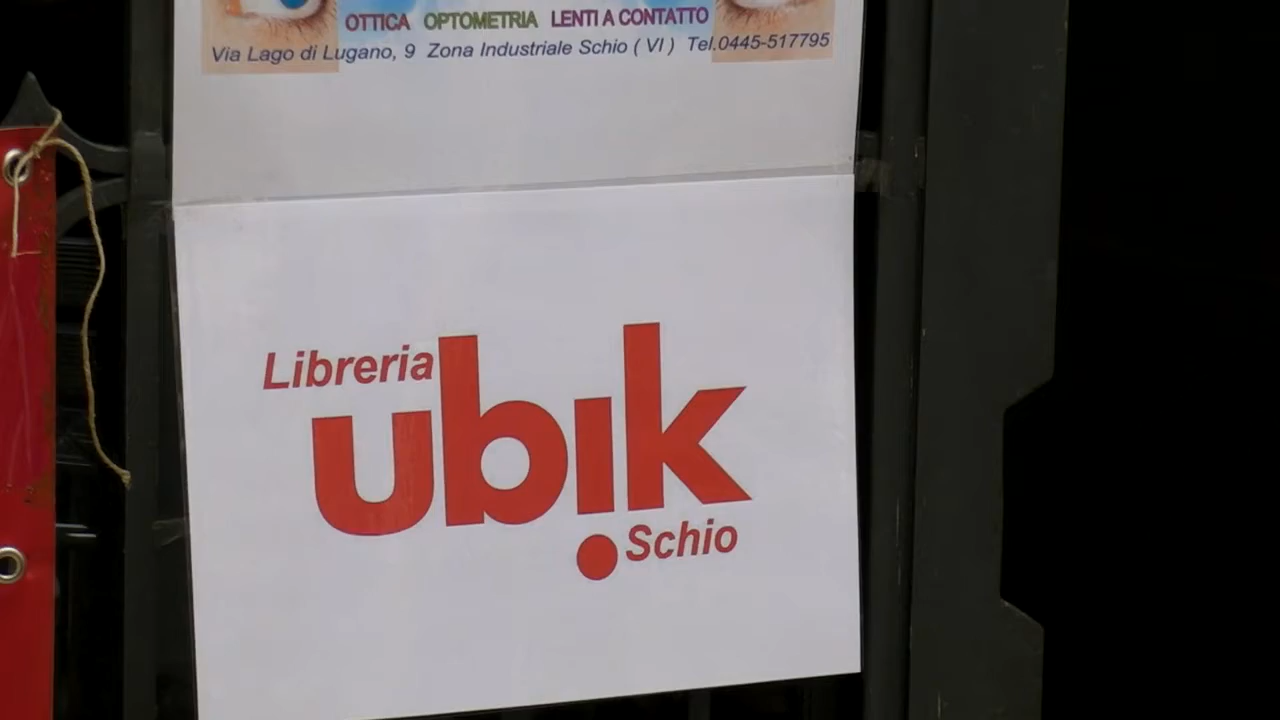 OTTICA OPTOMETRIA LENTI A CONTATTO
Via Lago di Lugano, 9 Zona Industriale Schio ( VI ) Tel.0445-517795
Libreria
ubik
Schio